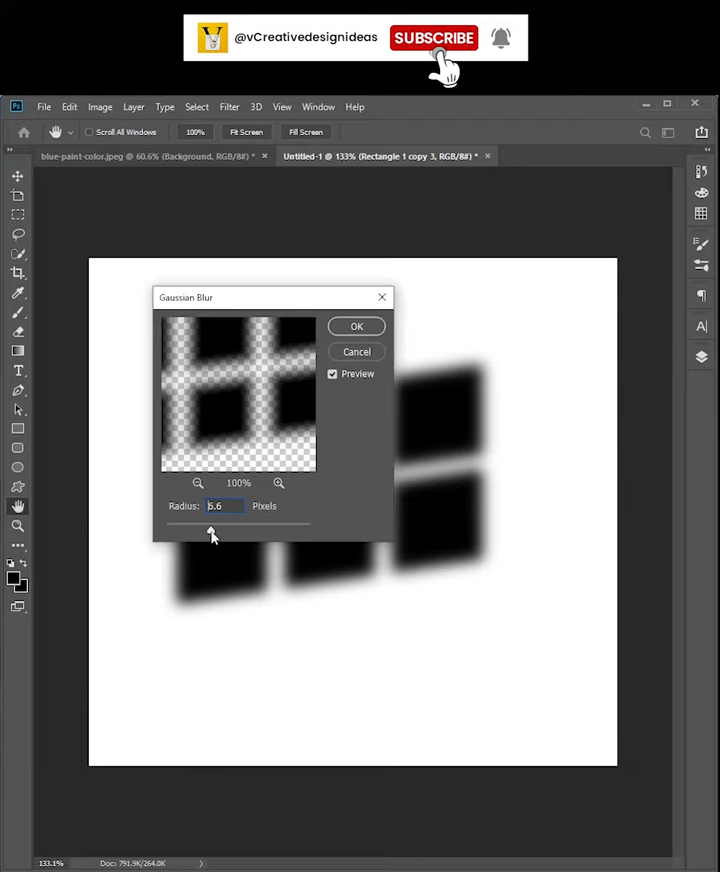 @vCreativedesignideas SUBSCRIBE
Ps File Edit Image Layer Type Select Filter 3D View Window Help
Scroll All Windows 100% Fit Screen Fill Screen
blue-paint-color.jpeg @ 60.6% (Background, RGB/8#) * × Untitled-1 @ 133% (Rectangle 1 copy 3, RGB/8#) * ×
Gaussian Blur
OK
Cancel
Preview
100%
Radius: 6.6 Pixels
133.1% Doc: 791.9K/264.0K